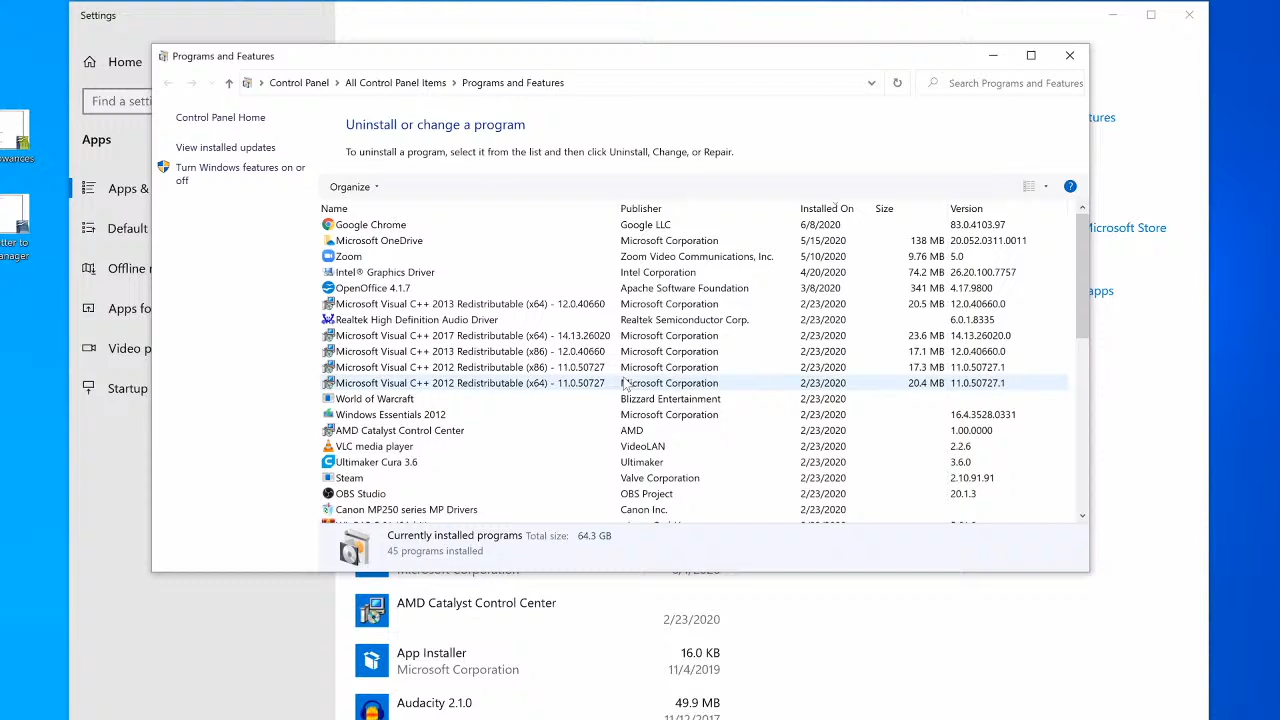 Settings
Home
Find a setti
Apps
Apps &
Default
Offline
Apps fo
Video p
Startup
wances
tter to
anager
Programs and Features
Control Panel > All Control Panel Items > Programs and Features
Search Programs and Features
Control Panel Home
View installed updates
Turn Windows features on or
off
Uninstall or change a program
To uninstall a program, select it from the list and then click Uninstall, Change, or Repair.
Organize
Name Publisher Installed On Size Version
Google Chrome Google LLC 6/8/2020 83.0.4103.97
Microsoft OneDrive Microsoft Corporation 5/15/2020 138 MB 20.052.0311.0011
Zoom Zoom Video Communications, Inc. 5/10/2020 9.76 MB 5.0
Intel® Graphics Driver Intel Corporation 4/20/2020 74.2 MB 26.20.100.7757
OpenOffice 4.1.7 Apache Software Foundation 3/8/2020 341 MB 4.17.9800
Microsoft Visual C++ 2013 Redistributable (x64) - 12.0.40660 Microsoft Corporation 2/23/2020 20.5 MB 12.0.40660.0
Realtek High Definition Audio Driver Realtek Semiconductor Corp. 2/23/2020 6.0.1.8335
Microsoft Visual C++ 2017 Redistributable (x64) - 14.13.26020 Microsoft Corporation 2/23/2020 23.6 MB 14.13.26020.0
Microsoft Visual C++ 2013 Redistributable (x86) - 12.0.40660 Microsoft Corporation 2/23/2020 17.1 MB 12.0.40660.0
Microsoft Visual C++ 2012 Redistributable (x86) - 11.0.50727 Microsoft Corporation 2/23/2020 17.3 MB 11.0.50727.1
Microsoft Visual C++ 2012 Redistributable (x64) - 11.0.50727 Microsoft Corporation 2/23/2020 20.4 MB 11.0.50727.1
World of Warcraft Blizzard Entertainment 2/23/2020
Windows Essentials 2012 Microsoft Corporation 2/23/2020 16.4.3528.0331
AMD Catalyst Control Center AMD 2/23/2020 1.00.0000
VLC media player VideoLAN 2/23/2020 2.2.6
Ultimaker Cura 3.6 Ultimaker 2/23/2020 3.6.0
Steam Valve Corporation 2/23/2020 2.10.91.91
OBS Studio OBS Project 2/23/2020 20.1.3
Canon MP250 series MP Drivers Canon Inc. 2/23/2020
Currently installed programs Total size: 64.3 GB
45 programs installed
tures
Microsoft Store
apps
Microsoft Corporation
AMD Catalyst Control Center
2/23/2020
App Installer 16.0 KB
Microsoft Corporation 11/4/2019
Audacity 2.1.0 49.9 MB
11/12/2017